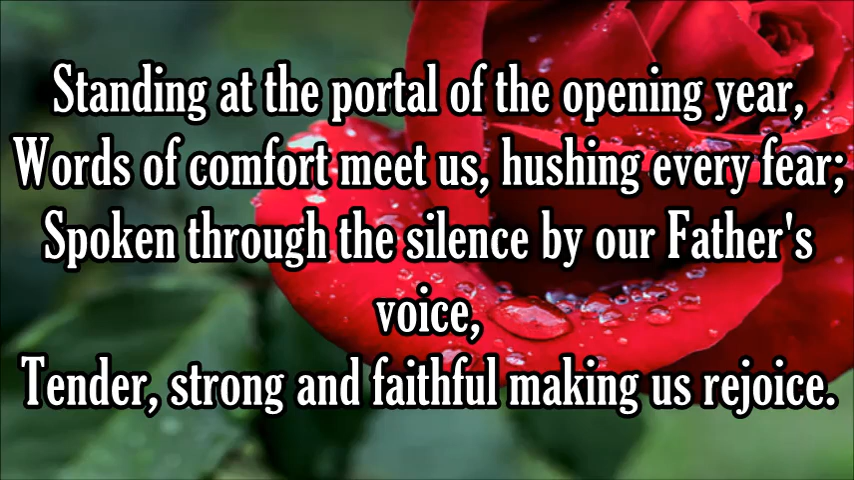 Standing at the portal of the opening year,
Words of comfort meet us, hushing every fear;
Spoken through the silence by our Father's
voice,
Tender, strong and faithful making us rejoice.